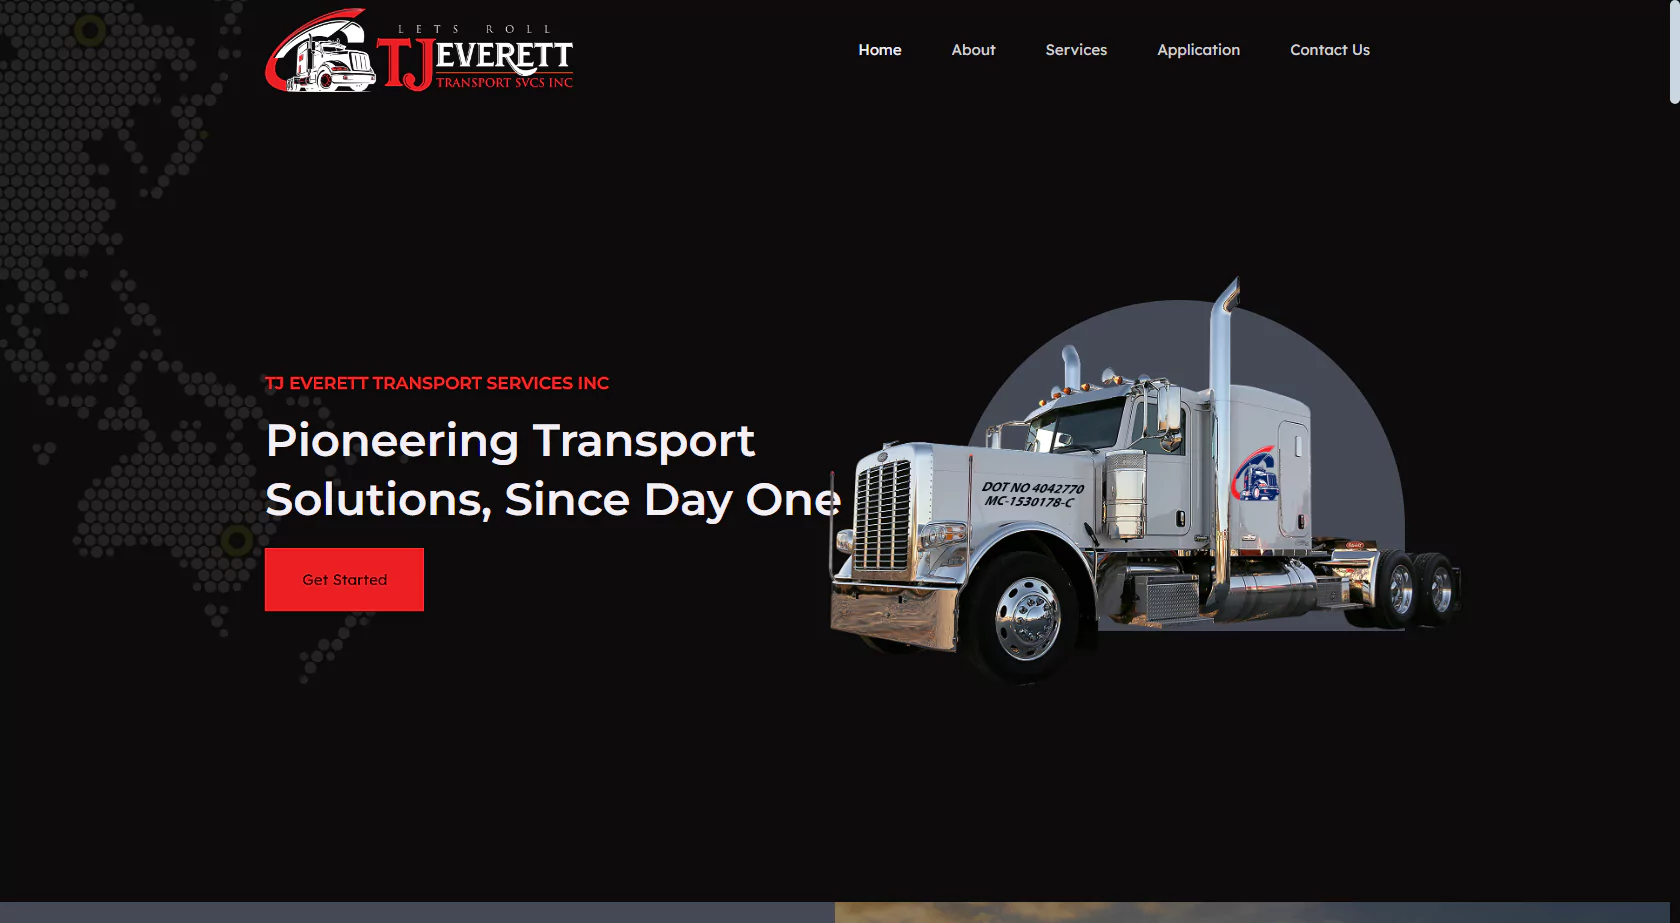 LETS ROLL
TJ EVERETT
TRANSPORT SVCS INC
Home
About
Services
Application
Contact Us
TJ EVERETT TRANSPORT SERVICES INC
Pioneering Transport
Solutions, Since Day One
Get Started
DOT NO 4042770
MC-1530178-C